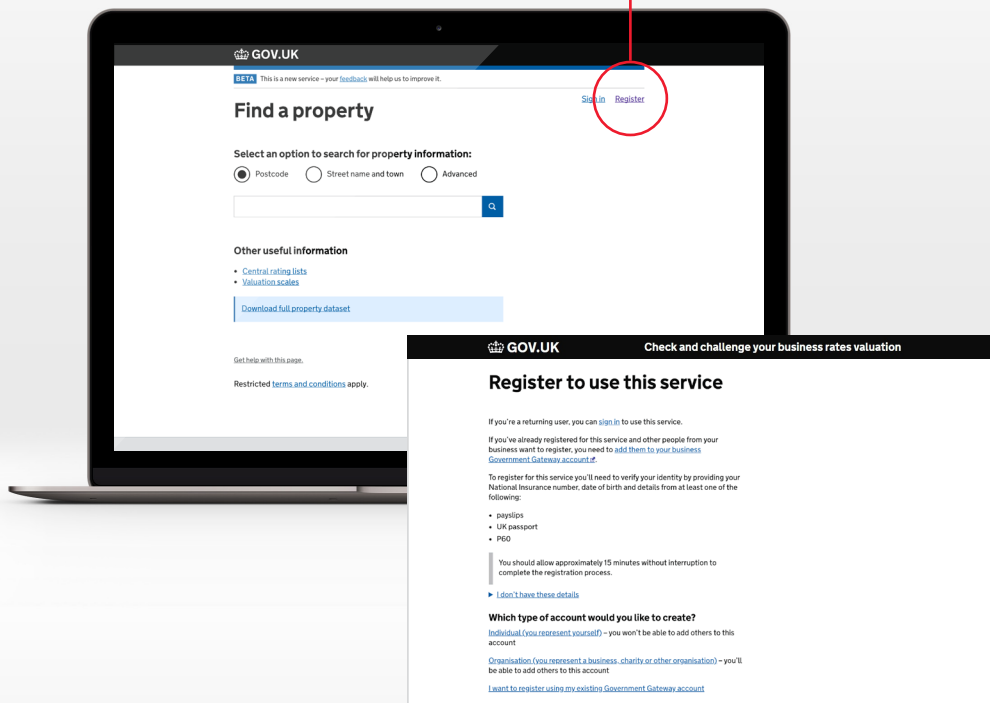 GOV.UK
BETA This is a new service – your feedback will help us to improve it.
Sign in Register
Find a property
Select an option to search for property information:
Postcode Street name and town Advanced
Other useful information
• Central rating lists
• Valuation scales
Download full property dataset
Get help with this page.
Restricted terms and conditions apply.
GOV.UK Check and challenge your business rates valuation
Register to use this service
If you're a returning user, you can sign in to use this service.
If you've already registered for this service and other people from your
business want to register, you need to add them to your business
Government Gateway account.
To register for this service you'll need to verify your identity by providing your
National Insurance number, date of birth and details from at least one of the
following:
• payslips
• UK passport
• P60
You should allow approximately 15 minutes without interruption to
complete the registration process.
I don't have these details
Which type of account would you like to create?
Individual (you represent yourself) – you won't be able to add others to this
account
Organisation (you represent a business, charity or other organisation) – you'll
be able to add others to this account
I want to register using my existing Government Gateway account